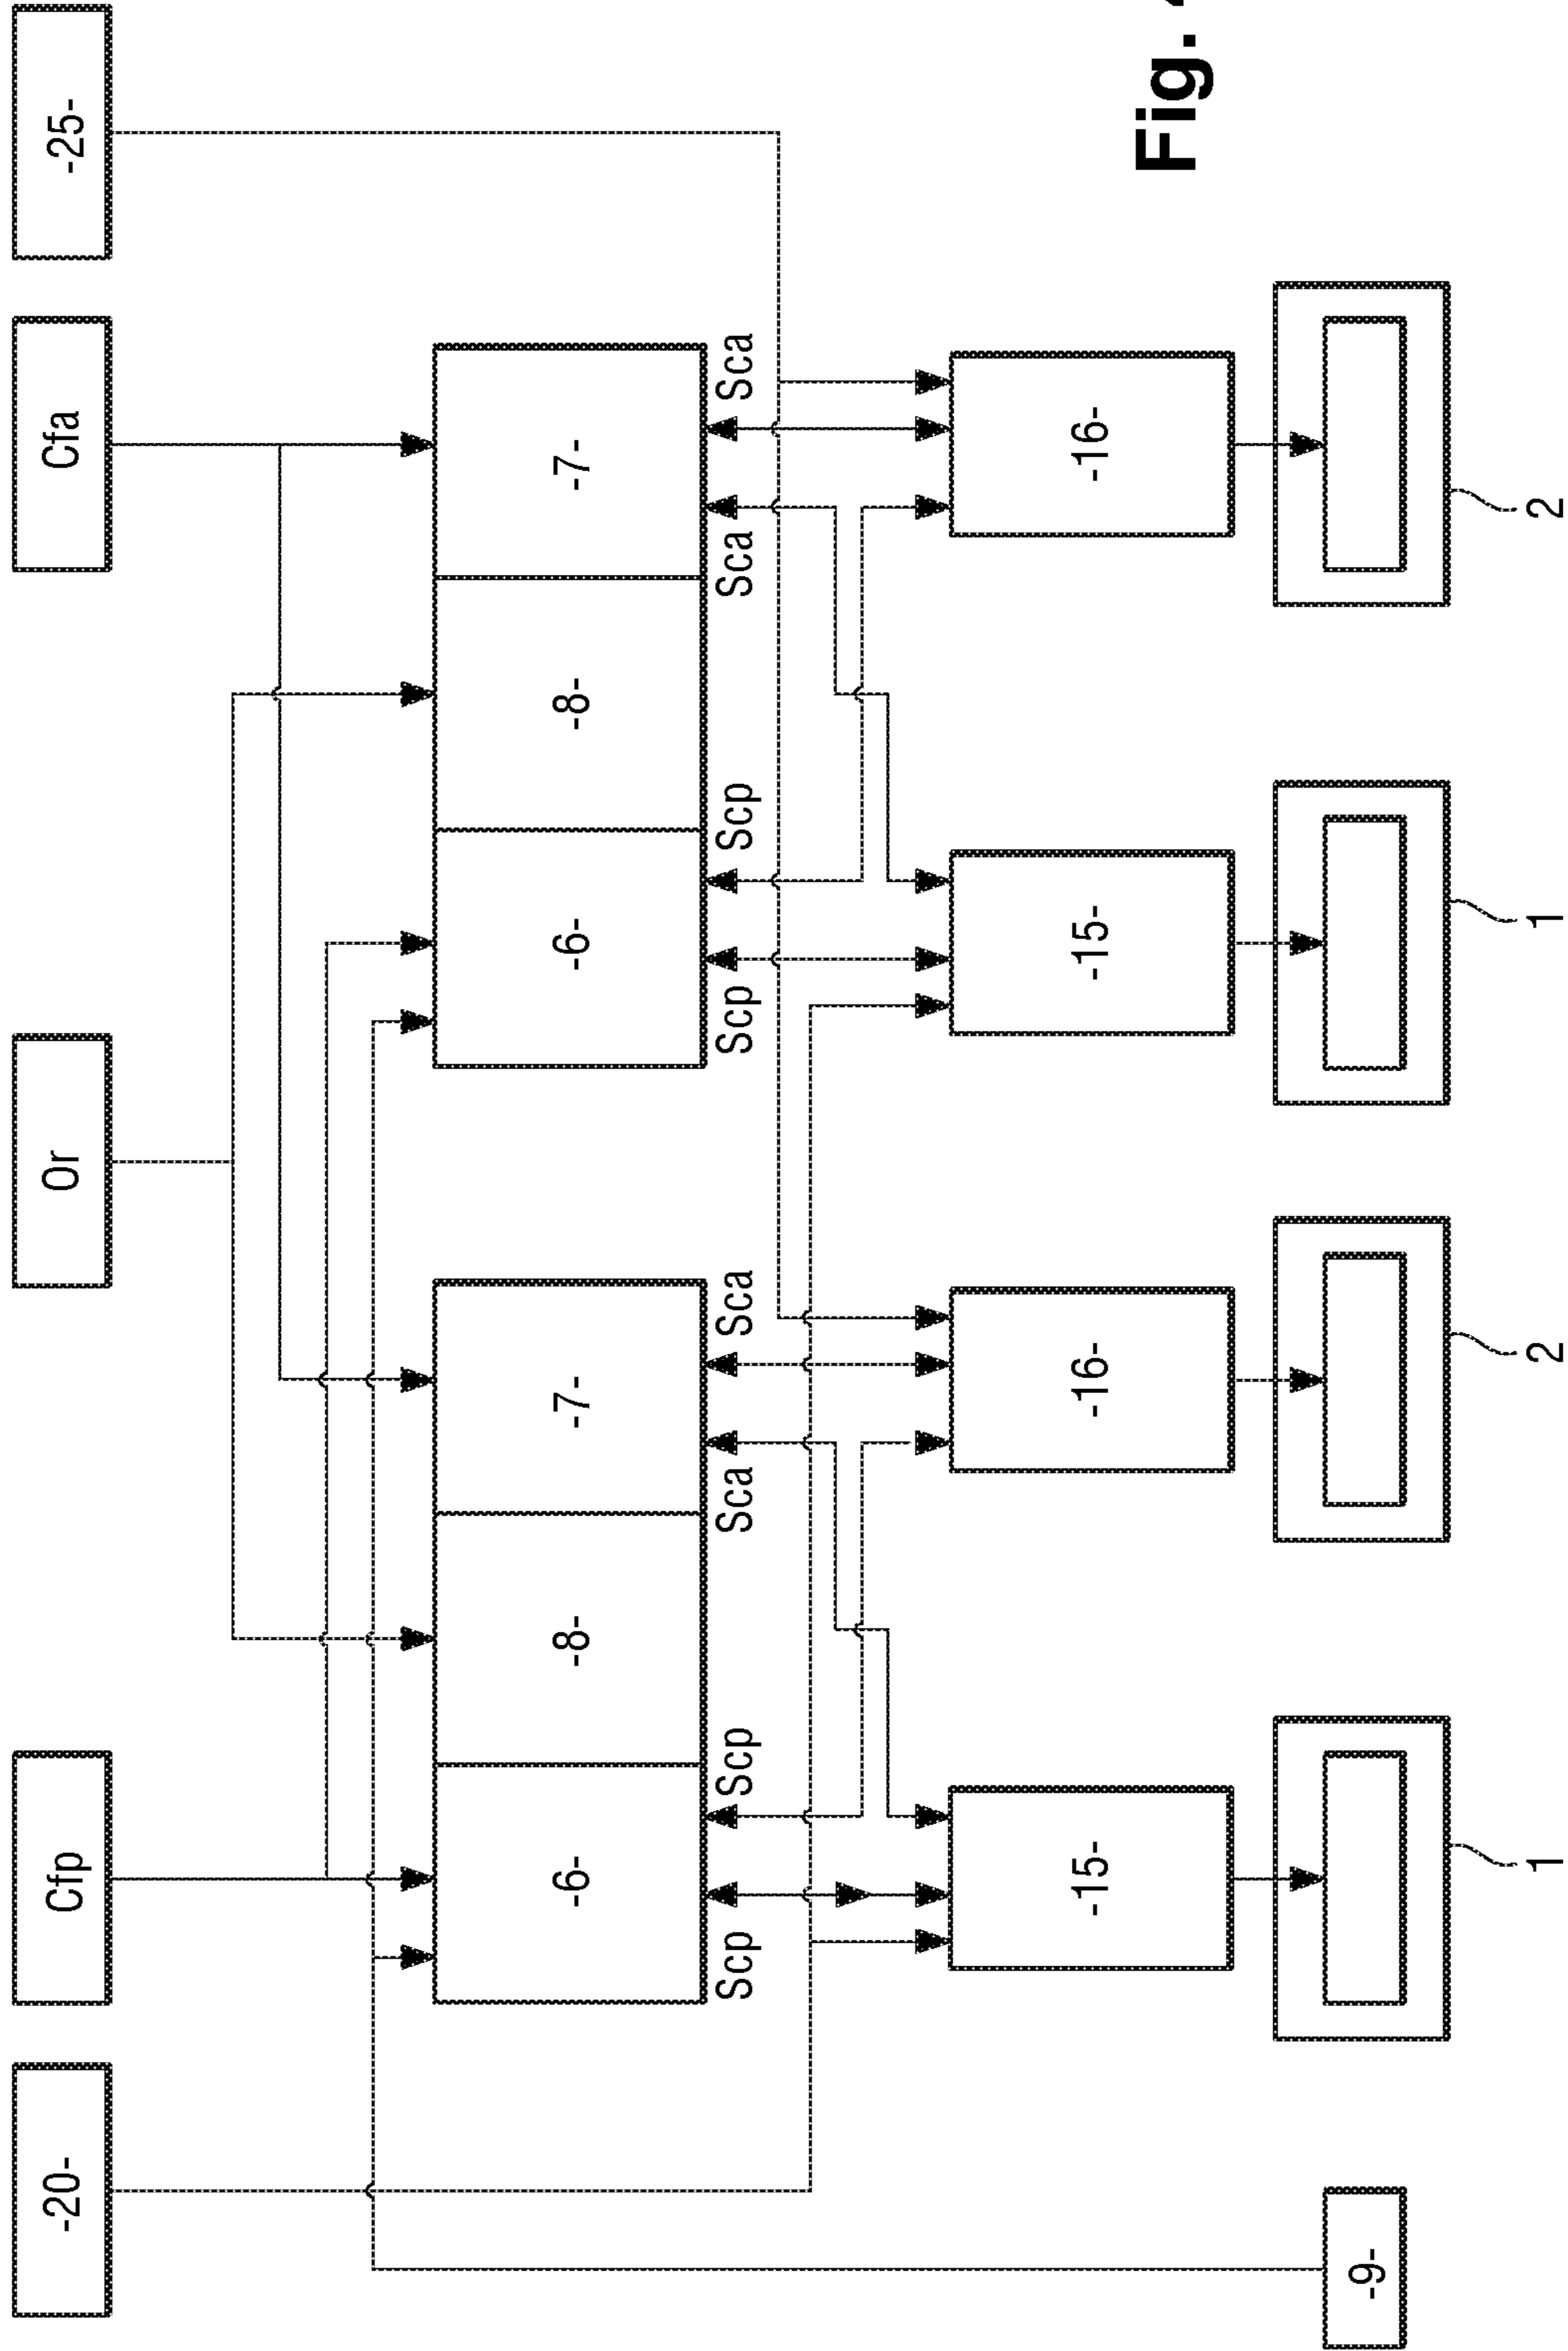 -20-
Cfp
Or
Cfa
-25-
-6-
-8-
-7-
-6-
-8-
-7-
Scp
Scp
Sca
Sca
Scp
Scp
Sca
Sca
-15-
-16-
-15-
-16-
Fig.
-9-
1
2
1
2